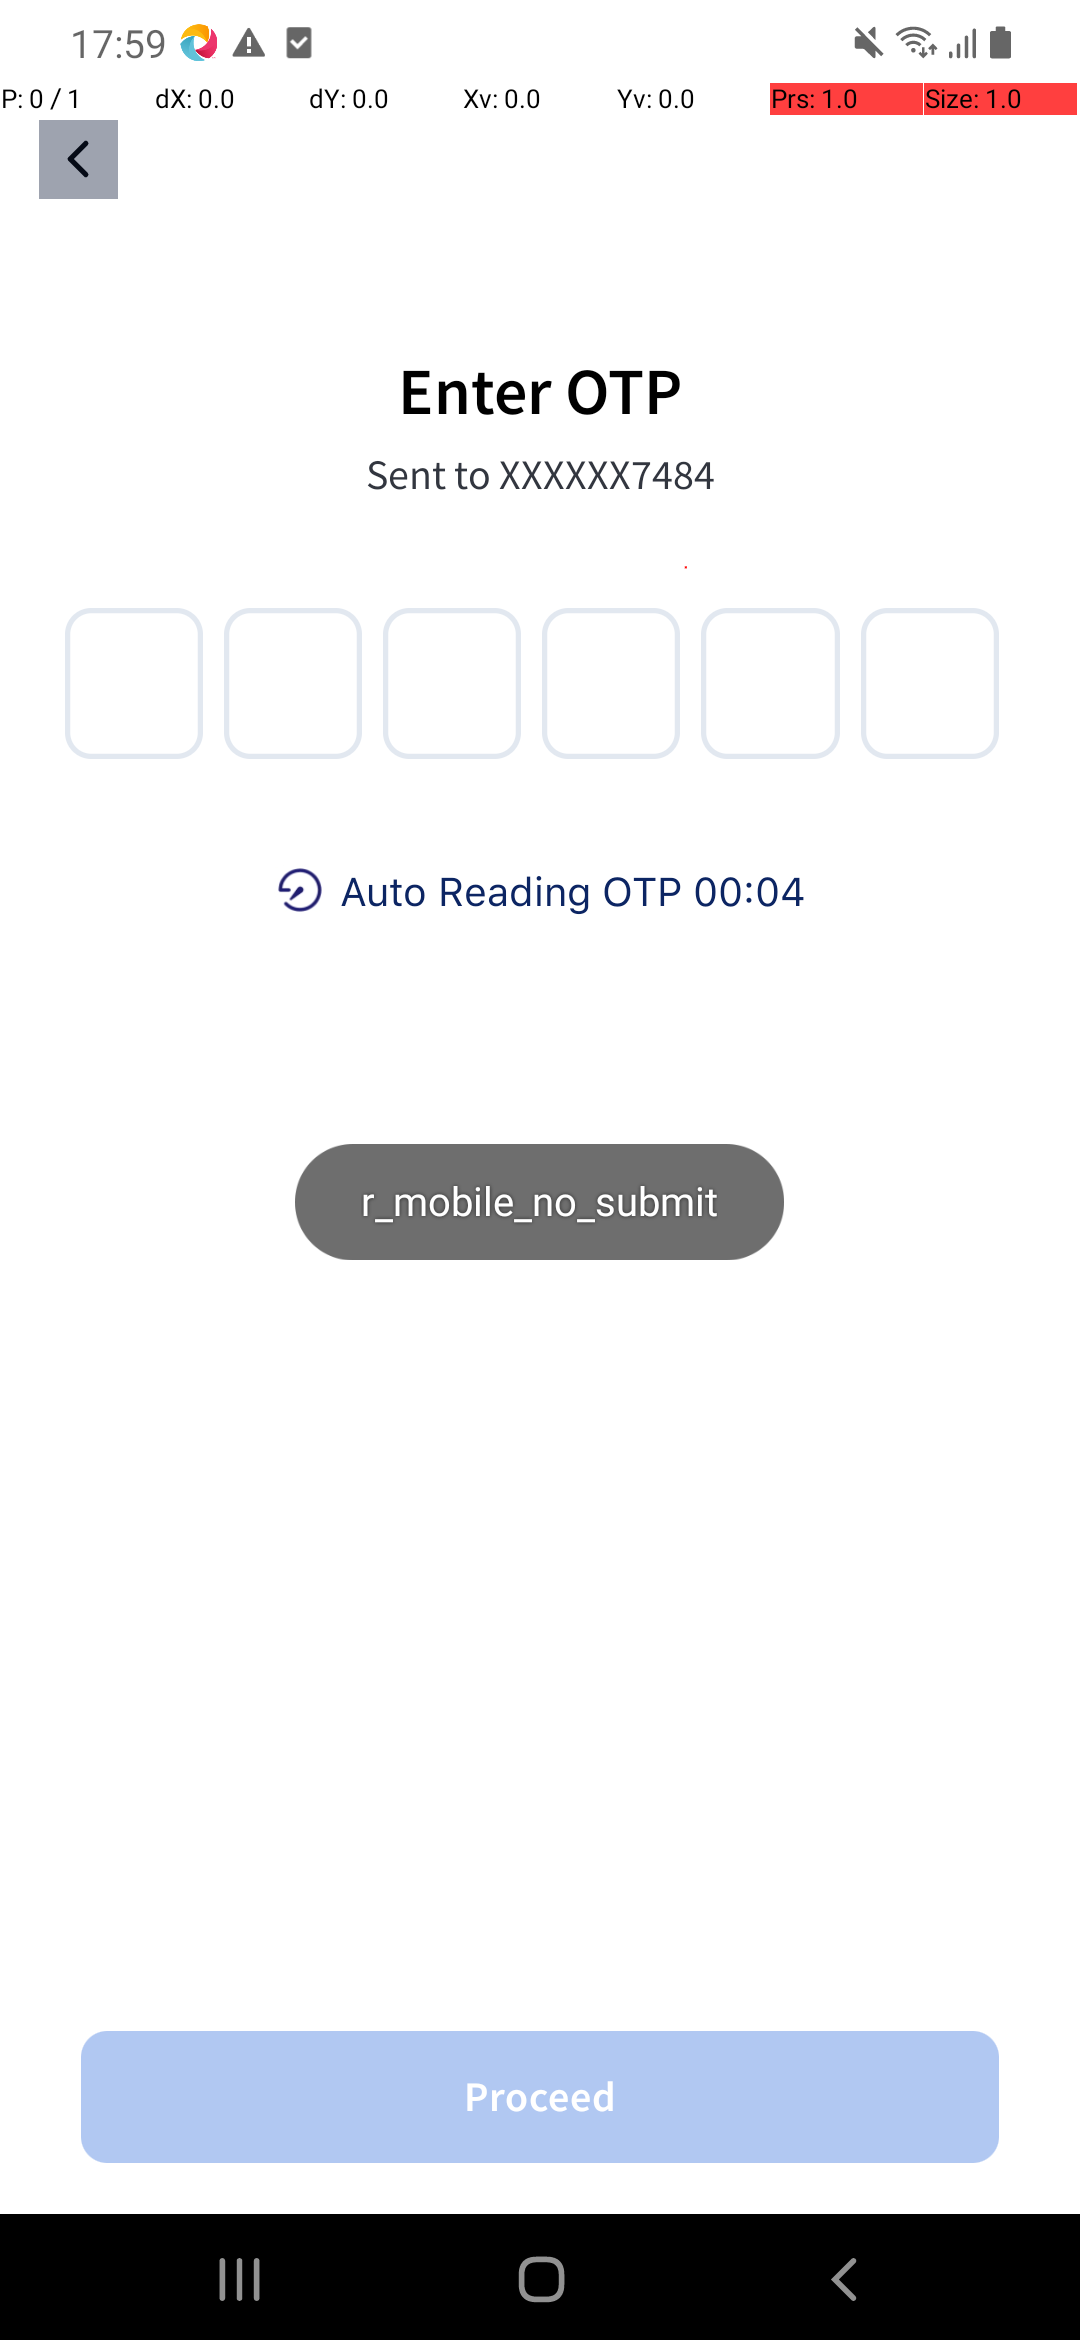 17:59
P: 0 / 1 dX: 0.0 dY: 0.0 Xv: 0.0 Yv: 0.0 Prs: 1.0 Size: 1.0
Enter OTP
Sent to XXXXXX7484
Auto Reading OTP 00:04
r_mobile_no_submit
Proceed